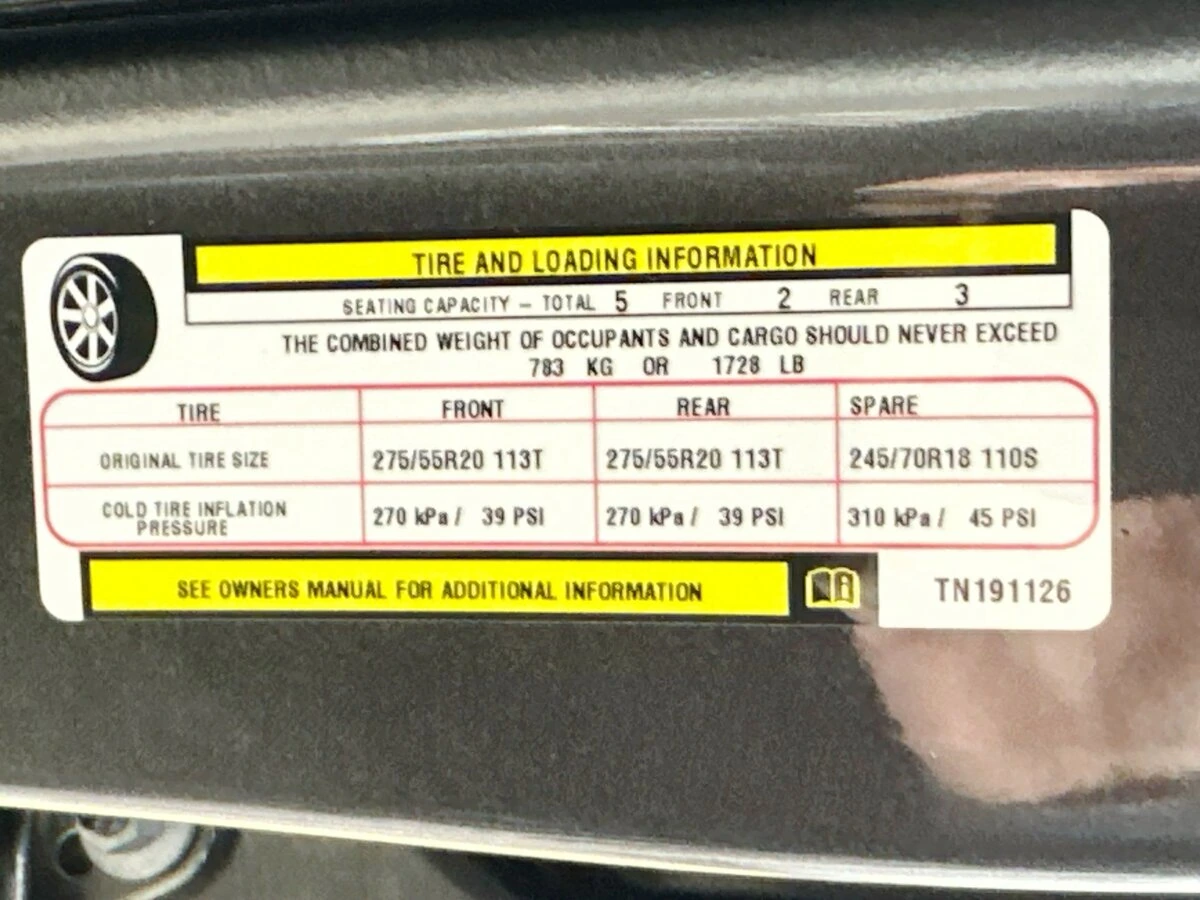 TIRE AND LOADING INFORMATION
SEATING CAPACITY – TOTAL 5 FRONT 2 REAR 3
THE COMBINED WEIGHT OF OCCUPANTS AND CARGO SHOULD NEVER EXCEED
783 KG OR 1728 LB
TIRE FRONT REAR SPARE
ORIGINAL TIRE SIZE 275/55R20 113T 275/55R20 113T 245/70R18 110S
COLD TIRE INFLATION
PRESSURE 270 kPa / 39 PSI 270 kPa / 39 PSI 310 kPa / 45 PSI
SEE OWNERS MANUAL FOR ADDITIONAL INFORMATION
TN191126